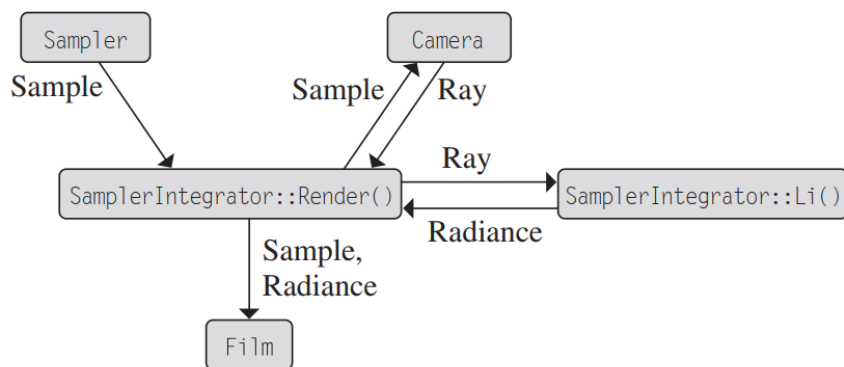 Sampler
Camera
Sample
Sample
Ray
Ray
SamplerIntegrator::Render()
SamplerIntegrator::Li()
Radiance
Sample,
Radiance
Film